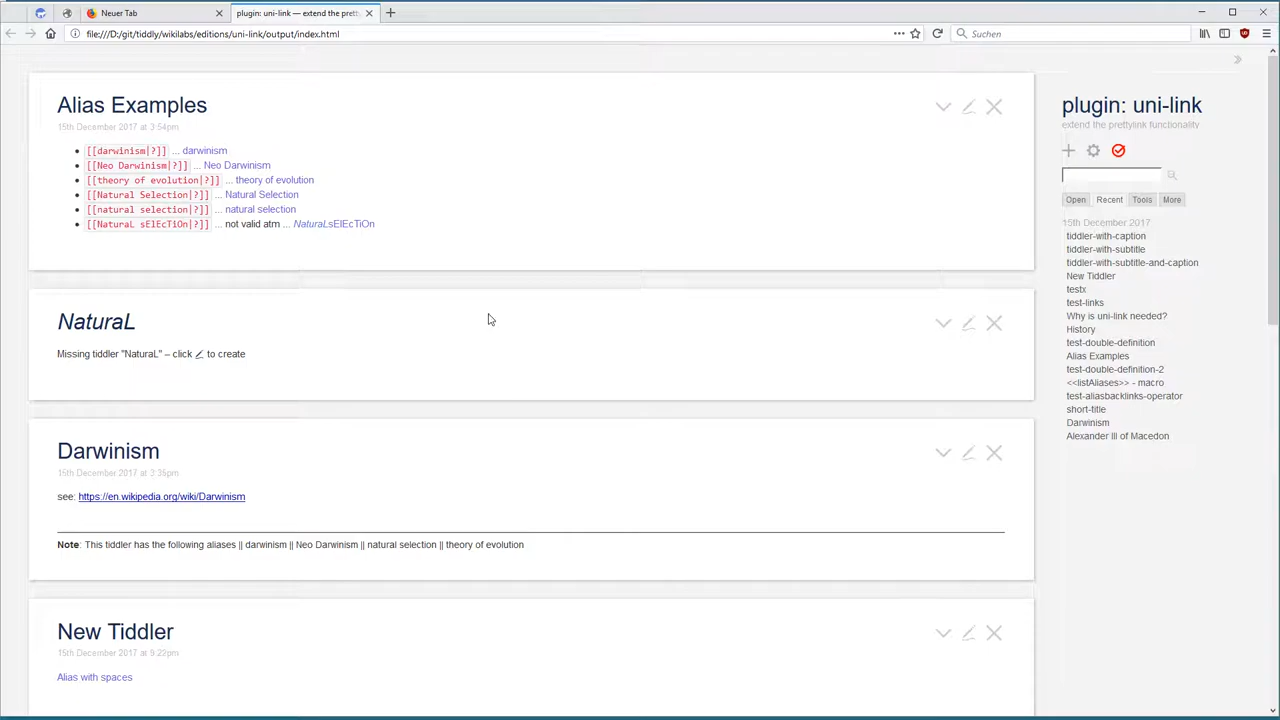 Neuer Tab
plugin: uni-link — extend the pretty
file:///D:/git/tiddly/wikilabs/editions/uni-link/output/index.html
Suchen
Alias Examples
15th December 2017 at 3:54pm
[[darwinism|?]] ... darwinism
[[Neo Darwinism|?]] ... Neo Darwinism
[[theory of evolution|?]] ... theory of evolution
[[Natural Selection|?]] ... Natural Selection
[[natural selection|?]] ... natural selection
[[NaturaL sElEcTiOn|?]] ... not valid atm ... NaturaLsElEcTiOn
NaturaL
Missing tiddler "NaturaL" – click to create
Darwinism
15th December 2017 at 3:35pm
see: https://en.wikipedia.org/wiki/Darwinism
Note: This tiddler has the following aliases || darwinism || Neo Darwinism || natural selection || theory of evolution
New Tiddler
15th December 2017 at 9:22pm
Alias with spaces
plugin: uni-link
extend the prettylink functionality
Open Recent Tools More
15th December 2017
tiddler-with-caption
tiddler-with-subtitle
tiddler-with-subtitle-and-caption
New Tiddler
testx
test-links
Why is uni-link needed?
History
test-double-definition
Alias Examples
test-double-definition-2
<<listAliases>> - macro
test-aliasbacklinks-operator
short-title
Darwinism
Alexander III of Macedon